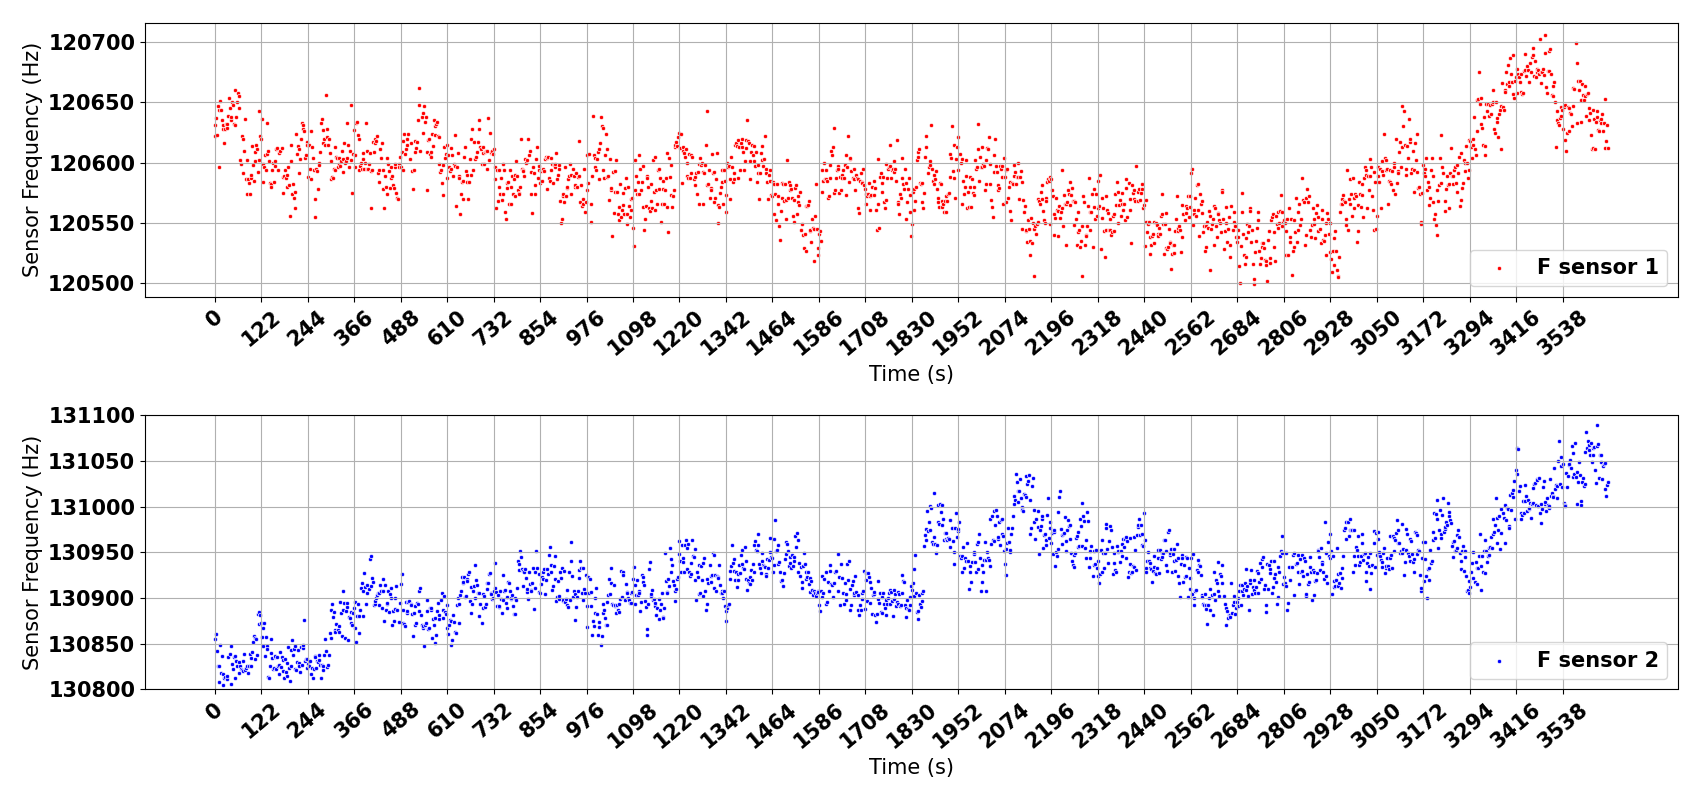 Sensor Frequency (Hz)
120700
120650
120600
120550
120500
F sensor 1
0 122 244 366 488 610 732 854 976 1098 1220 1342 1464 1586 1708 1830 1952 2074 2196 2318 2440 2562 2684 2806 2928 3050 3172 3294 3416 3538
Time (s)
Sensor Frequency (Hz)
131100
131050
131000
130950
130900
130850
130800
F sensor 2
0 122 244 366 488 610 732 854 976 1098 1220 1342 1464 1586 1708 1830 1952 2074 2196 2318 2440 2562 2684 2806 2928 3050 3172 3294 3416 3538
Time (s)